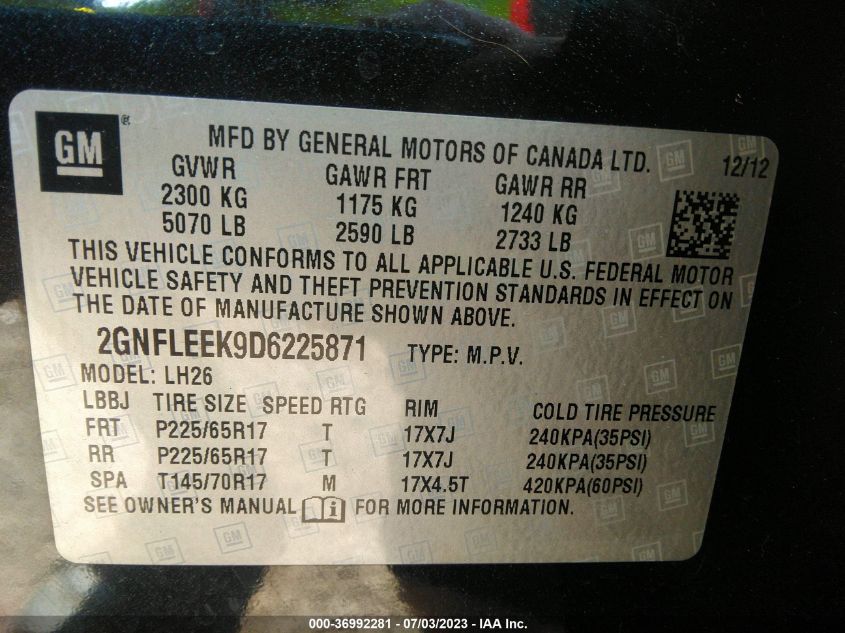 GM ®
MFD BY GENERAL MOTORS OF CANADA LTD.
12/12
GVWR GAWR FRT GAWR RR
2300 KG 1175 KG 1240 KG
5070 LB 2590 LB 2733 LB
THIS VEHICLE CONFORMS TO ALL APPLICABLE U.S. FEDERAL MOTOR
VEHICLE SAFETY AND THEFT PREVENTION STANDARDS IN EFFECT ON
THE DATE OF MANUFACTURE SHOWN ABOVE.
2GNFLEEK9D6225871 TYPE: M.P.V.
MODEL: LH26
LBBJ TIRE SIZE SPEED RTG RIM COLD TIRE PRESSURE
FRT P225/65R17 T 17X7J 240KPA(35PSI)
RR P225/65R17 T 17X7J 240KPA(35PSI)
SPA T145/70R17 M 17X4.5T 420KPA(60PSI)
SEE OWNER'S MANUAL FOR MORE INFORMATION.
000-36992281 - 07/03/2023 - IAA Inc.